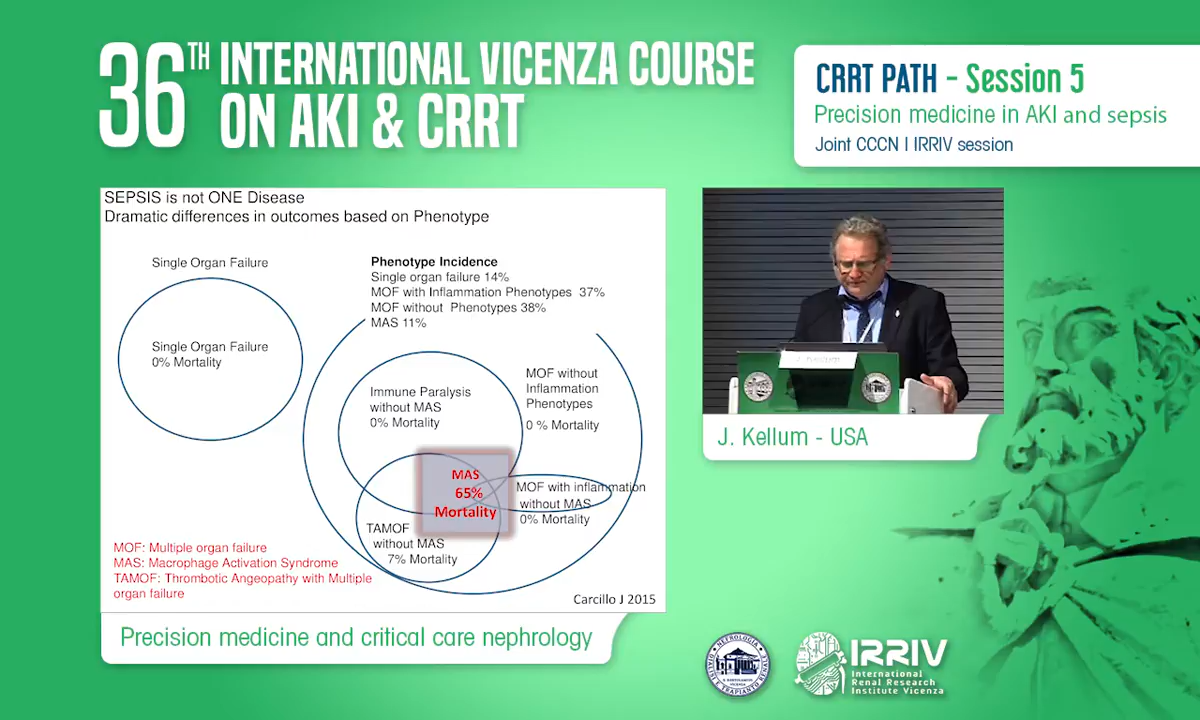 36TH INTERNATIONAL VICENZA COURSE
ON AKI & CRRT
CRRT PATH - Session 5
Precision medicine in AKI and sepsis
Joint CCCN | IRRIV session
SEPSIS is not ONE Disease
Dramatic differences in outcomes based on Phenotype
Single Organ Failure
Single Organ Failure
0% Mortality
Phenotype Incidence
Single organ failure 14%
MOF with Inflammation Phenotypes 37%
MOF without Phenotypes 38%
MAS 11%
Immune Paralysis
without MAS
0% Mortality
MOF without
Inflammation
Phenotypes
0 % Mortality
MAS
65%
Mortality
MOF with inflammation
without MAS
0% Mortality
TAMOF
without MAS
7% Mortality
MOF: Multiple organ failure
MAS: Macrophage Activation Syndrome
TAMOF: Thrombotic Angeopathy with Multiple
organ failure
Carcillo J 2015
Precision medicine and critical care nephrology
J. Kellum - USA
IRRIV
International
Renal Research
Institute Vicenza